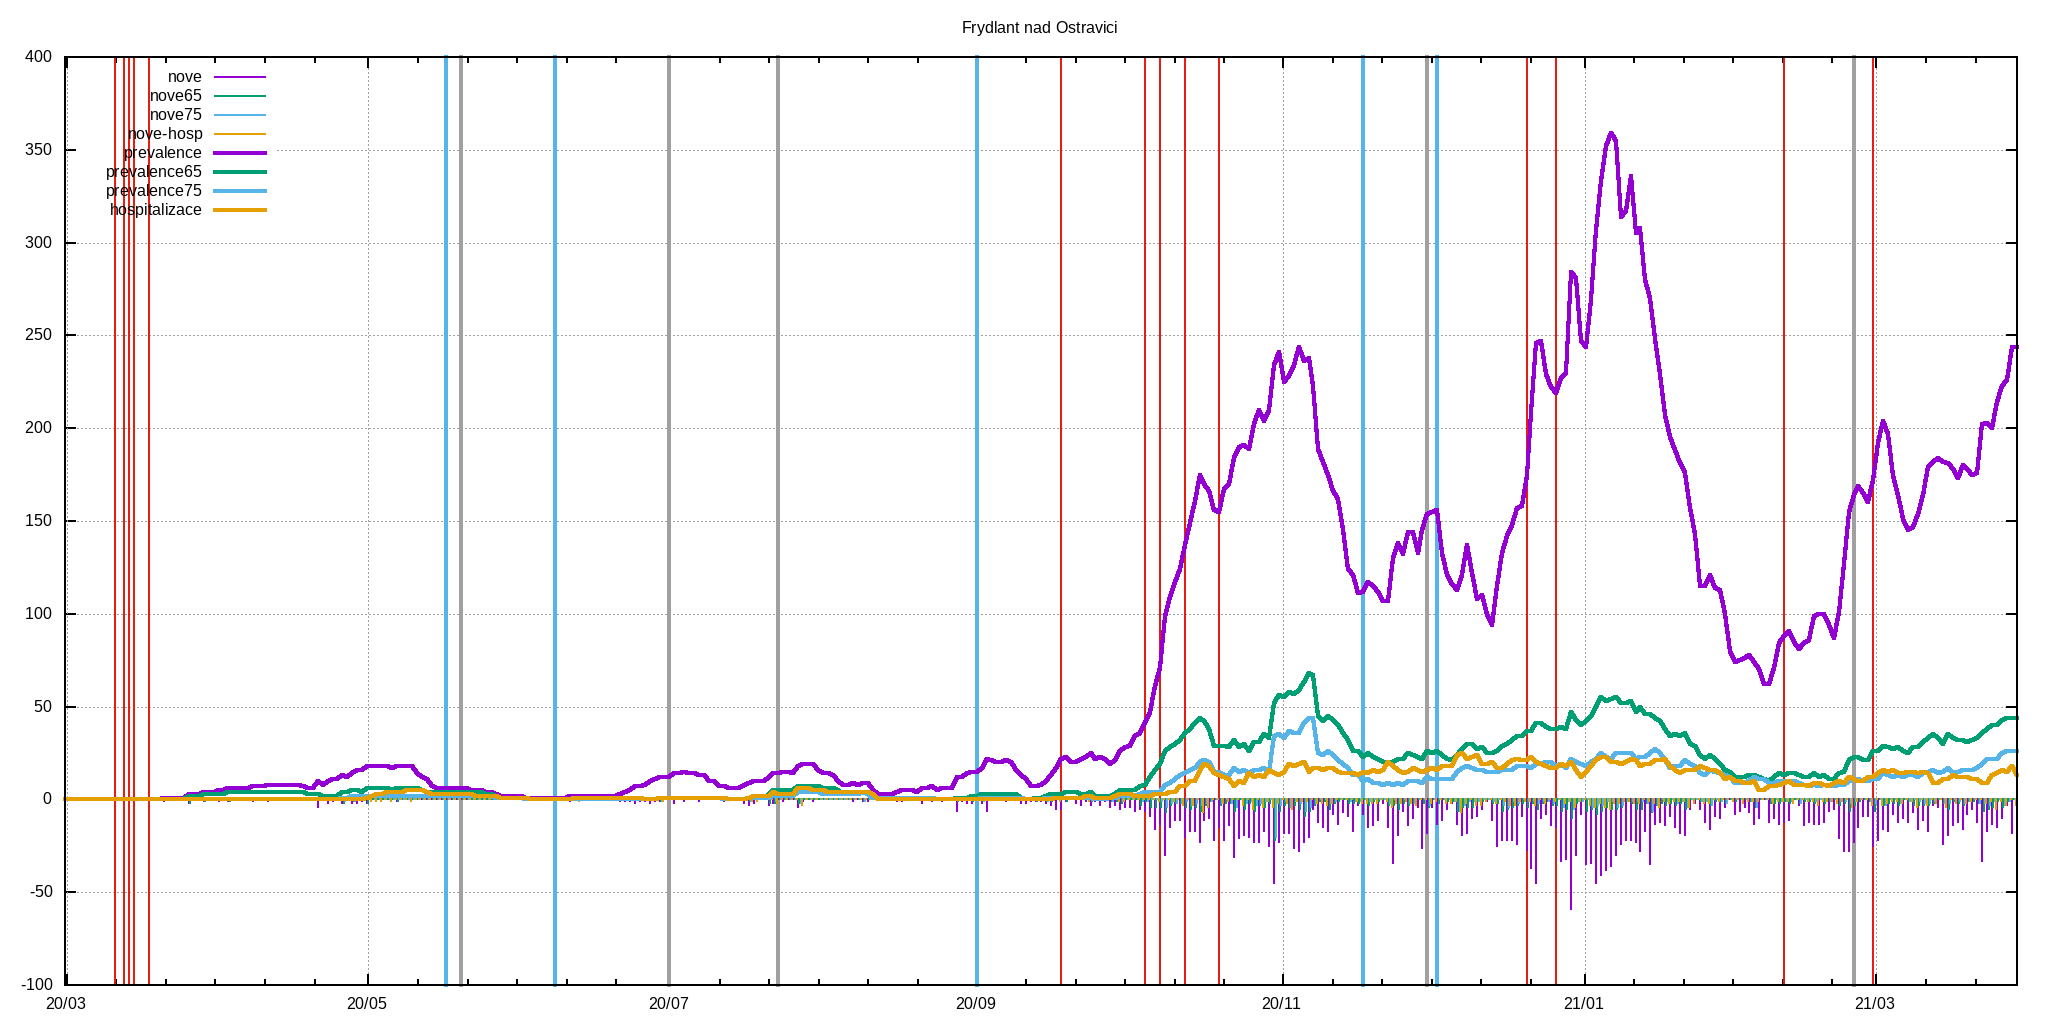 Frydlant nad Ostravici
400
350
300
250
200
150
100
50
0
-50
-100
nove
nove65
nove75
nove-hosp
prevalence
prevalence65
prevalence75
hospitalizace
20/03
20/05
20/07
20/09
20/11
21/01
21/03